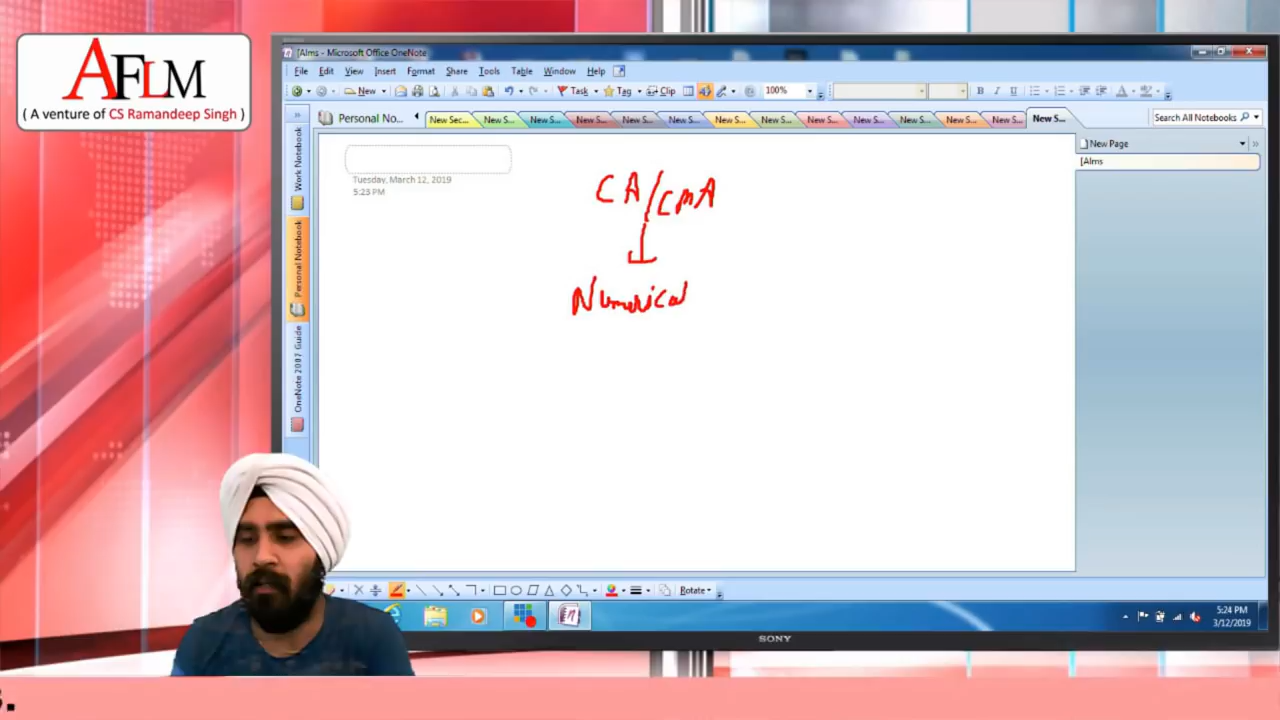 AFLM
( A venture of CS Ramandeep Singh )
[Alms - Microsoft Office OneNote
File Edit View Insert Format Share Tools Table Window Help
New Task Tag Clip 100% B I U
Personal No... New Sec... New S... New S... New S... New S... New S... New S... New S... New S... New S... New S... New S... New S... New S... Search All Notebooks
New Page
[Alms
Work Notebook
Personal Notebook
OneNote 2007 Guide
Tuesday, March 12, 2019
5:23 PM
CA/CMA
Numerical
Rotate
5:24 PM
3/12/2019
SONY